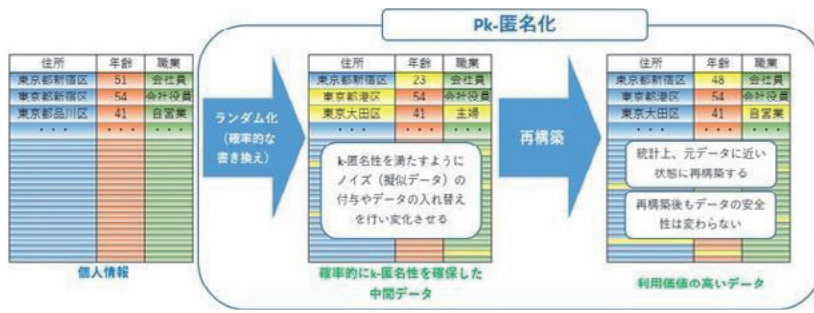 Pk-匿名化
住所 年齢 職業
東京都新宿区 51 会社員
東京都新宿区 54 会社役員
東京都品川区 41 自営業
・・・ ・・・ ・・・
個人情報
ランダム化
(確率的な
書き換え)
住所 年齢 職業
東京都新宿区 23 会社員
東京都港区 54 会社役員
東京大田区 41 主婦
・・・ ・・・ ・・・
k-匿名性を満たすように
ノイズ(擬似データ)の
付与やデータの入れ替え
を行い変化させる
確率的にk-匿名性を確保した
中間データ
再構築
住所 年齢 職業
東京都新宿区 48 会社員
東京都港区 54 会社役員
東京大田区 41 自営業
・・・ ・・・ ・・・
統計上、元データに近い
状態に再構築する
再構築後もデータの安全
性は変わらない
利用価値の高いデータ